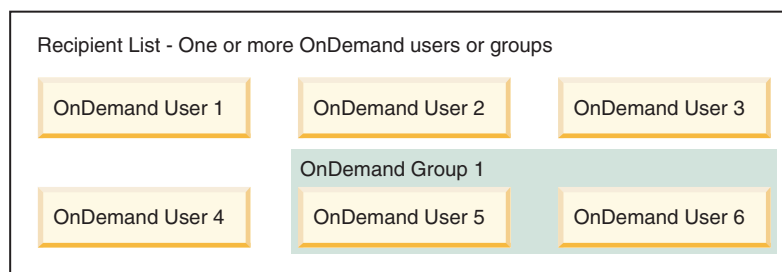 Recipient List - One or more OnDemand users or groups
OnDemand User 1
OnDemand User 2
OnDemand User 3
OnDemand Group 1
OnDemand User 4
OnDemand User 5
OnDemand User 6